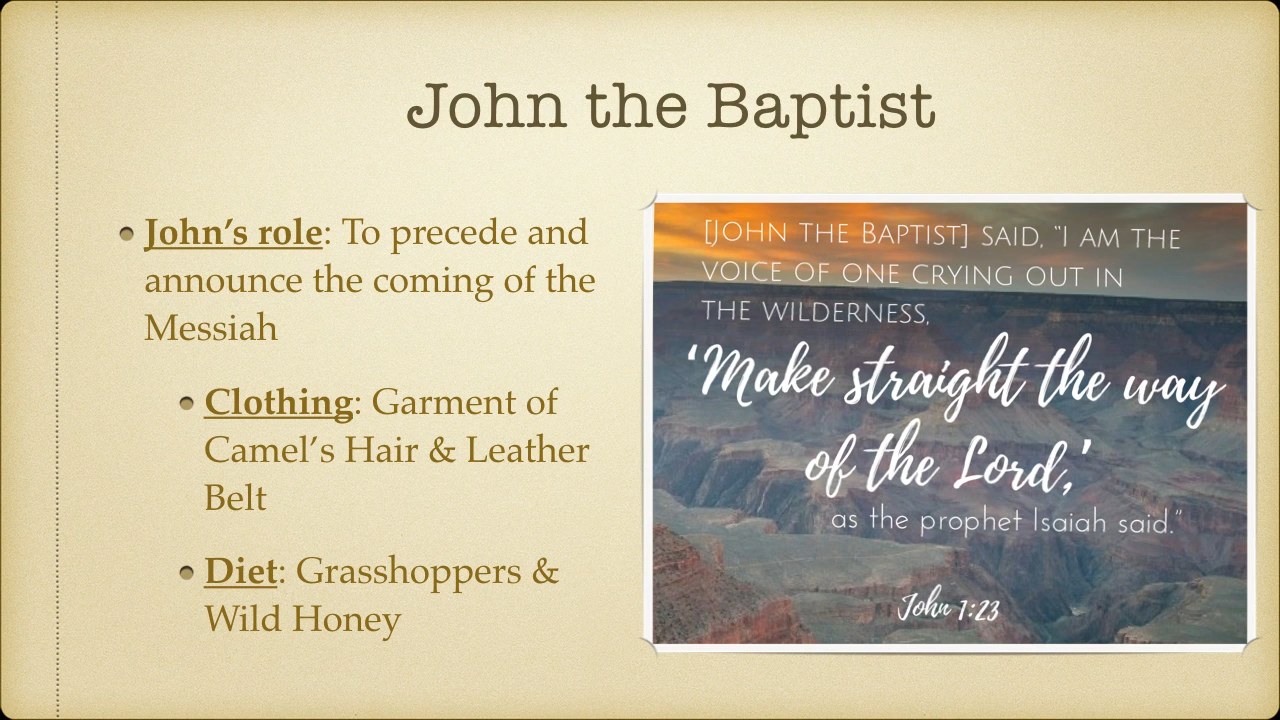 John the Baptist
John’s role: To precede and
announce the coming of the
Messiah
Clothing: Garment of
Camel’s Hair & Leather
Belt
Diet: Grasshoppers &
Wild Honey
[John the Baptist] said, “I am the
voice of one crying out in
the wilderness,
‘Make straight the way
of the Lord,’
as the prophet Isaiah said.”
John 1:23